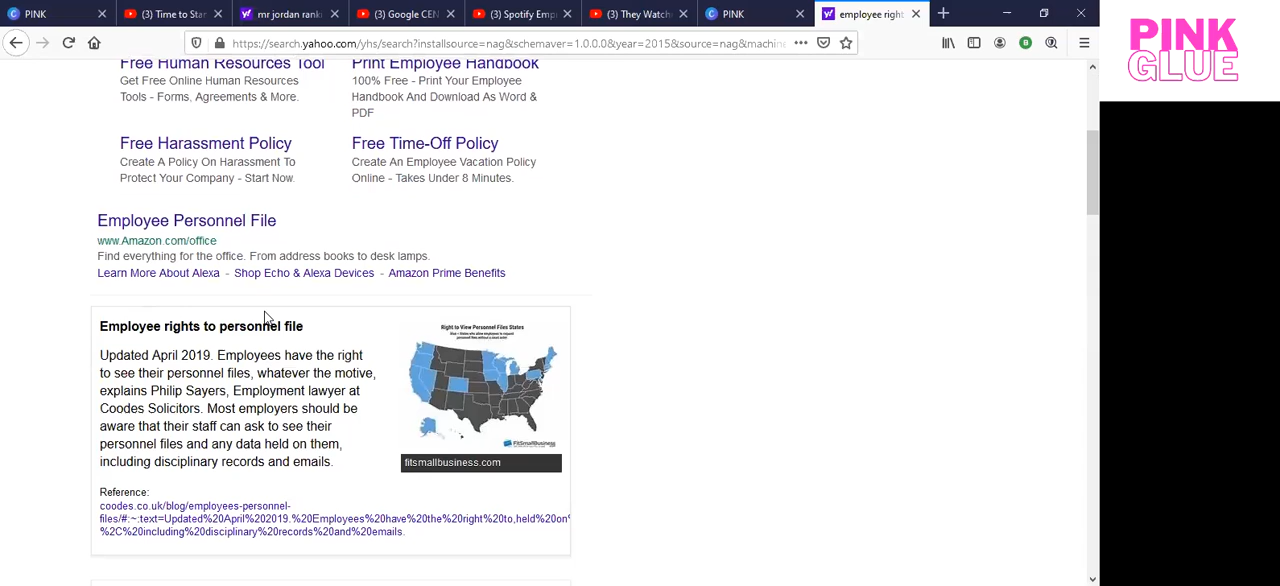 PINK
(3) Time to Star
mr jordan ranki
(3) Google CEN
(3) Spotify Emp
(3) They Watch
PINK
employee righ
https://search.yahoo.com/yhs/search?installsource=nag&schemaver=1.0.0.0&year=2015&source=nag&machine
PINK
GLUE
Free Human Resources Tool
Get Free Online Human Resources
Tools - Forms, Agreements & More.
Print Employee Handbook
100% Free - Print Your Employee
Handbook And Download As Word &
PDF
Free Harassment Policy
Create A Policy On Harassment To
Protect Your Company - Start Now.
Free Time-Off Policy
Create An Employee Vacation Policy
Online - Takes Under 8 Minutes.
Employee Personnel File
www.Amazon.com/office
Find everything for the office. From address books to desk lamps.
Learn More About Alexa - Shop Echo & Alexa Devices - Amazon Prime Benefits
Employee rights to personnel file
Updated April 2019. Employees have the right
to see their personnel files, whatever the motive,
explains Philip Sayers, Employment lawyer at
Coodes Solicitors. Most employers should be
aware that their staff can ask to see their
personnel files and any data held on them,
including disciplinary records and emails.
Right to View Personnel Files States
FitSmallBusiness
fitsmallbusiness.com
Reference:
coodes.co.uk/blog/employees-personnel-
files/#:~:text=Updated%20April%202019.%20Employees%20have%20the%20right%20to,held%20on%
%2C%20including%20disciplinary%20records%20and%20emails.